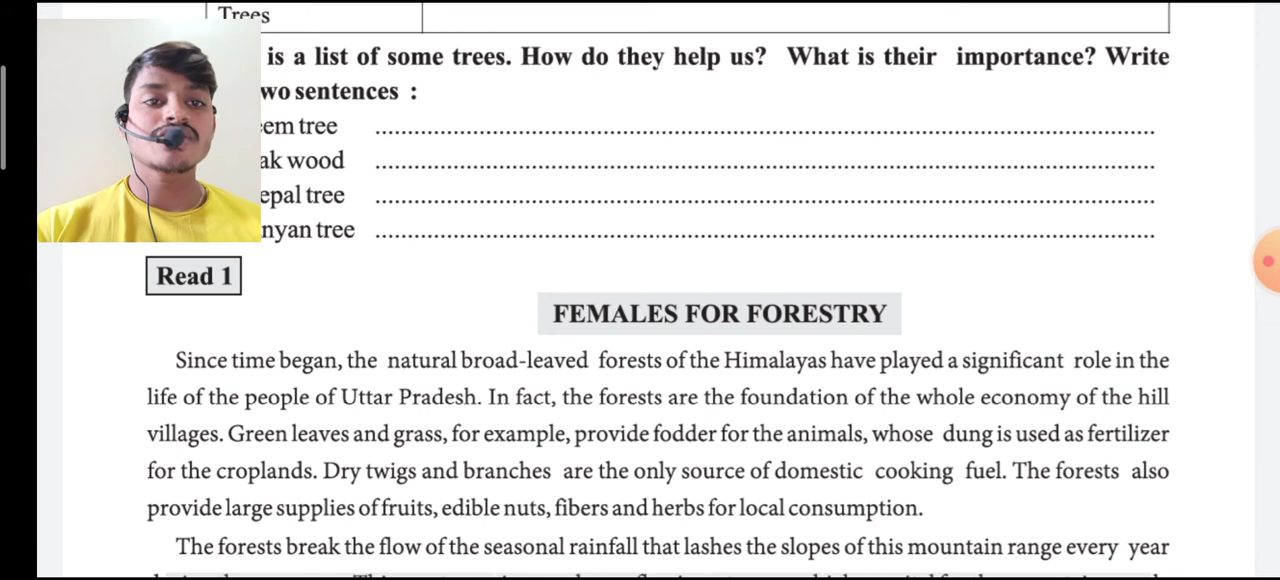 Trees
is a list of some trees. How do they help us? What is their importance? Write
wo sentences :
em tree ........................................................................
ak wood ........................................................................
epal tree ........................................................................
nyan tree ........................................................................
Read 1
FEMALES FOR FORESTRY
Since time began, the natural broad-leaved forests of the Himalayas have played a significant role in the
life of the people of Uttar Pradesh. In fact, the forests are the foundation of the whole economy of the hill
villages. Green leaves and grass, for example, provide fodder for the animals, whose dung is used as fertilizer
for the croplands. Dry twigs and branches are the only source of domestic cooking fuel. The forests also
provide large supplies of fruits, edible nuts, fibers and herbs for local consumption.
The forests break the flow of the seasonal rainfall that lashes the slopes of this mountain range every year